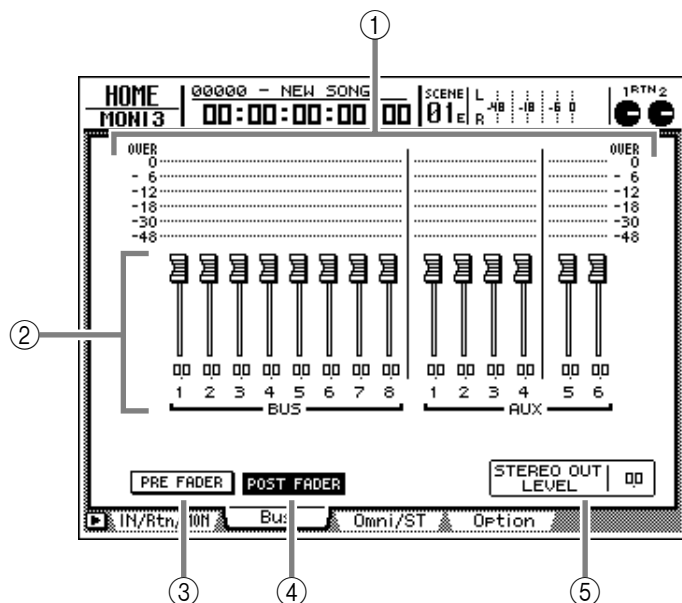 ①
HOME
MONI3
00000 - NEW SONG
00:00:00:00 00
SCENE
01E
L
R
-48 -18 -6 0
1 RTN 2
OVER OVER
0 0
- 6 - 6
-12 -12
-18 -18
-30 -30
-48 -48
②
00 00 00 00 00 00 00 00 00 00 00 00 00 00
1 2 3 4 5 6 7 8 1 2 3 4 5 6
BUS AUX
PRE FADER POST FADER
STEREO OUT
LEVEL 00
IN/Rtn/MON Bus Omni/ST Option
③ ④ ⑤